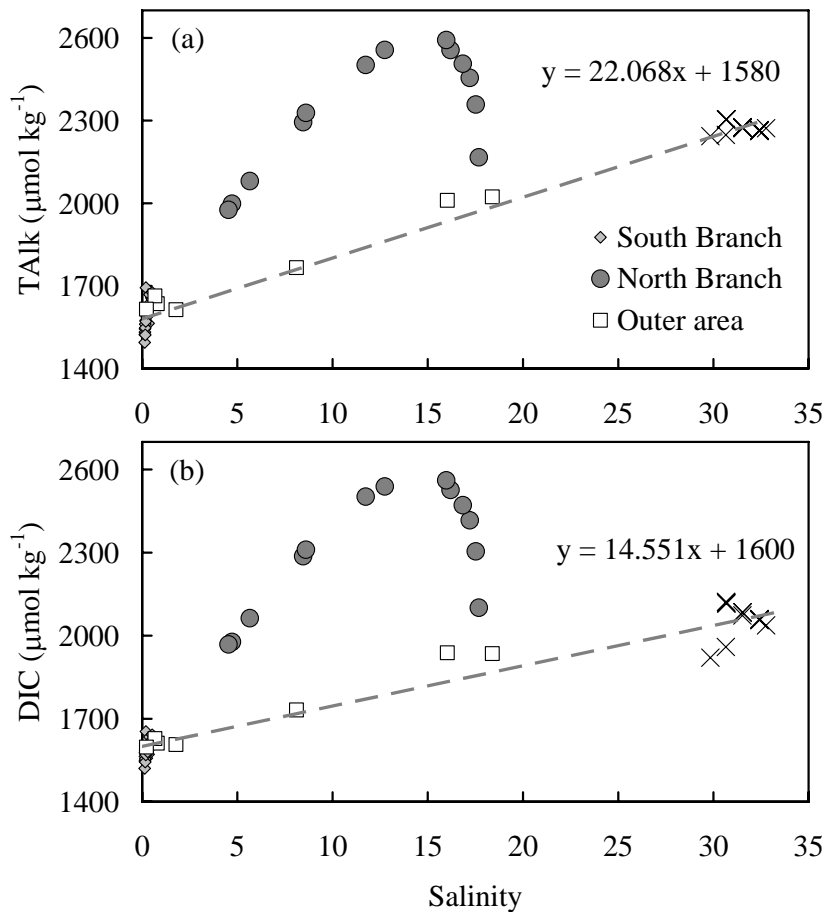 2600
(a)
y = 22.068x + 1580
2300
TAlk (µmol kg⁻¹)
2000
South Branch
North Branch
1700
Outer area
1400
0 5 10 15 20 25 30 35
2600
(b)
y = 14.551x + 1600
2300
DIC (µmol kg⁻¹)
2000
1700
1400
0 5 10 15 20 25 30 35
Salinity